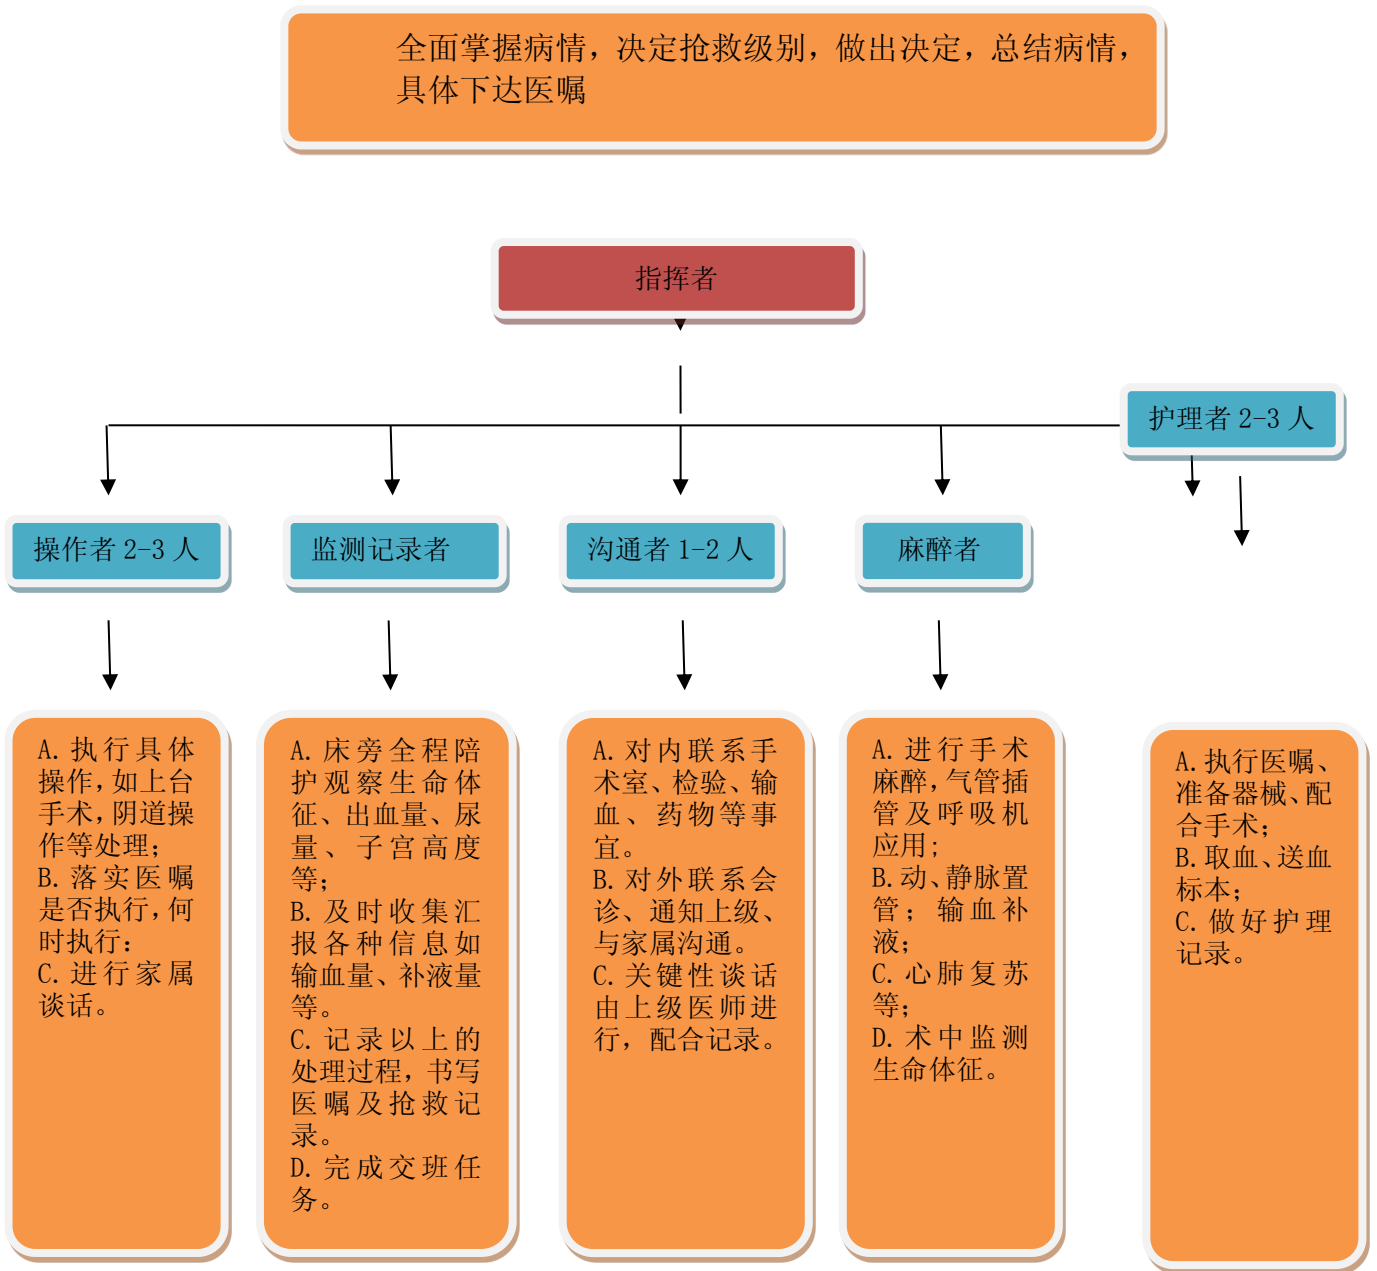 全面掌握病情，决定抢救级别，做出决定，总结病情，
具体下达医嘱
指挥者
护理者 2-3 人
操作者 2-3 人
监测记录者
沟通者 1-2 人
麻醉者
A. 执行具体
操作，如上台
手术，阴道操
作等处理；
B. 落实医嘱
是否执行，何
时执行：
C. 进行家属
谈话。
A. 床旁全程陪
护观察生命体
征、出血量、尿
量、子宫高度
等；
B. 及时收集汇
报各种信息如
输血量、补液量
等。
C. 记录以上的
处理过程，书写
医嘱及抢救记
录。
D. 完成交班任
务。
A. 对内联系手
术室、检验、输
血、药物等事
宜。
B. 对外联系会
诊、通知上级、
与家属沟通。
C. 关键性谈话
由上级医师进
行，配合记录。
A. 进行手术
麻醉，气管插
管及呼吸机
应用；
B. 动、静脉置
管；输血补
液；
C. 心肺复苏
等；
D. 术中监测
生命体征。
A. 执行医嘱、
准备器械、配
合手术；
B. 取血、送血
标本；
C. 做好护理
记录。